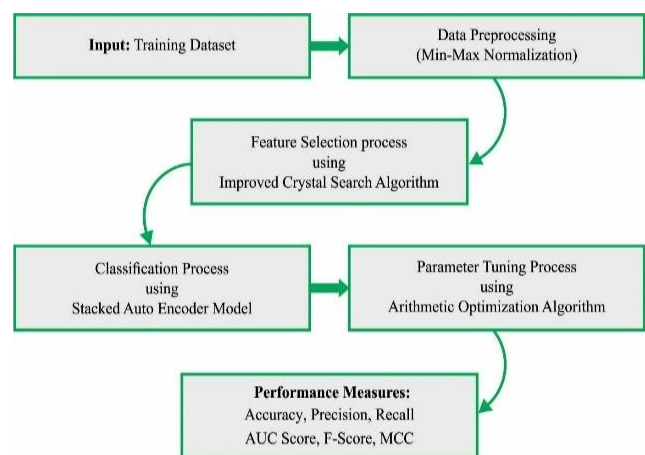 Input: Training Dataset
Data Preprocessing
(Min-Max Normalization)
Feature Selection process
using
Improved Crystal Search Algorithm
Classification Process
using
Stacked Auto Encoder Model
Parameter Tuning Process
using
Arithmetic Optimization Algorithm
Performance Measures:
Accuracy, Precision, Recall
AUC Score, F-Score, MCC